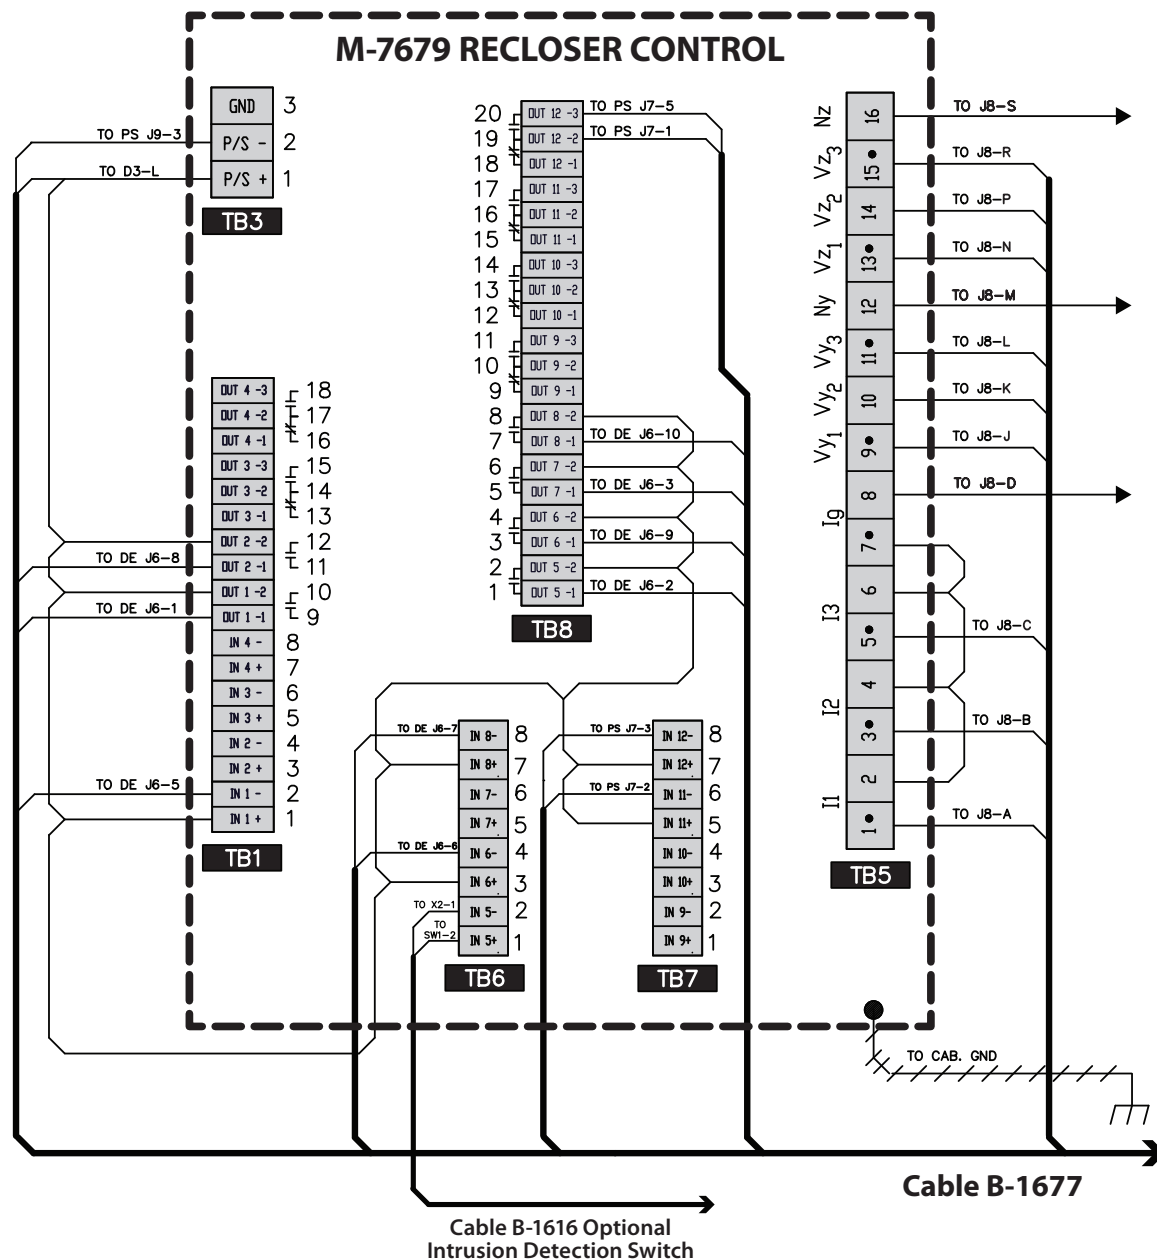 M-7679 RECLOSER CONTROL
GND 3
TO PS J9-3 P/S - 2
TO D3-L P/S + 1
TB3
OUT 4 -3 18
OUT 4 -2 17
OUT 4 -1 16
OUT 3 -3 15
OUT 3 -2 14
OUT 3 -1 13
OUT 2 -2 12
TO DE J6-8 OUT 2 -1 11
OUT 1 -2 10
TO DE J6-1 OUT 1 -1 9
IN 4 - 8
IN 4 + 7
IN 3 - 6
IN 3 + 5
IN 2 - 4
IN 2 + 3
TO DE J6-5 IN 1 - 2
IN 1 + 1
TB1
20 OUT 12 -3 TO PS J7-5
19 OUT 12 -2 TO PS J7-1
18 OUT 12 -1
17 OUT 11 -3
16 OUT 11 -2
15 OUT 11 -1
14 OUT 10 -3
13 OUT 10 -2
12 OUT 10 -1
11 OUT 9 -3
10 OUT 9 -2
9 OUT 9 -1
8 OUT 8 -2
7 OUT 8 -1 TO DE J6-10
6 OUT 7 -2
5 OUT 7 -1 TO DE J6-3
4 OUT 6 -2
3 OUT 6 -1 TO DE J6-9
2 OUT 5 -2
1 OUT 5 -1 TO DE J6-2
TB8
TO DE J6-7 IN 8- 8
IN 8+ 7
IN 7- 6
IN 7+ 5
TO DE J6-6 IN 6- 4
IN 6+ 3
TO X2-1 IN 5- 2
TO SW1-2 IN 5+ 1
TB6
TO PS J7-3 IN 12- 8
IN 12+ 7
TO PS J7-2 IN 11- 6
IN 11+ 5
IN 10- 4
IN 10+ 3
IN 9- 2
IN 9+ 1
TB7
Nz 16 TO J8-S
Vz3 15 TO J8-R
Vz2 14 TO J8-P
Vz1 13 TO J8-N
Ny 12 TO J8-M
Vy3 11 TO J8-L
Vy2 10 TO J8-K
Vy1 9 TO J8-J
8 TO J8-D
Ig
7
6
I3
5 TO J8-C
4
I2
3 TO J8-B
2
I1
1 TO J8-A
TB5
TO CAB. GND
Cable B-1677
Cable B-1616 Optional
Intrusion Detection Switch